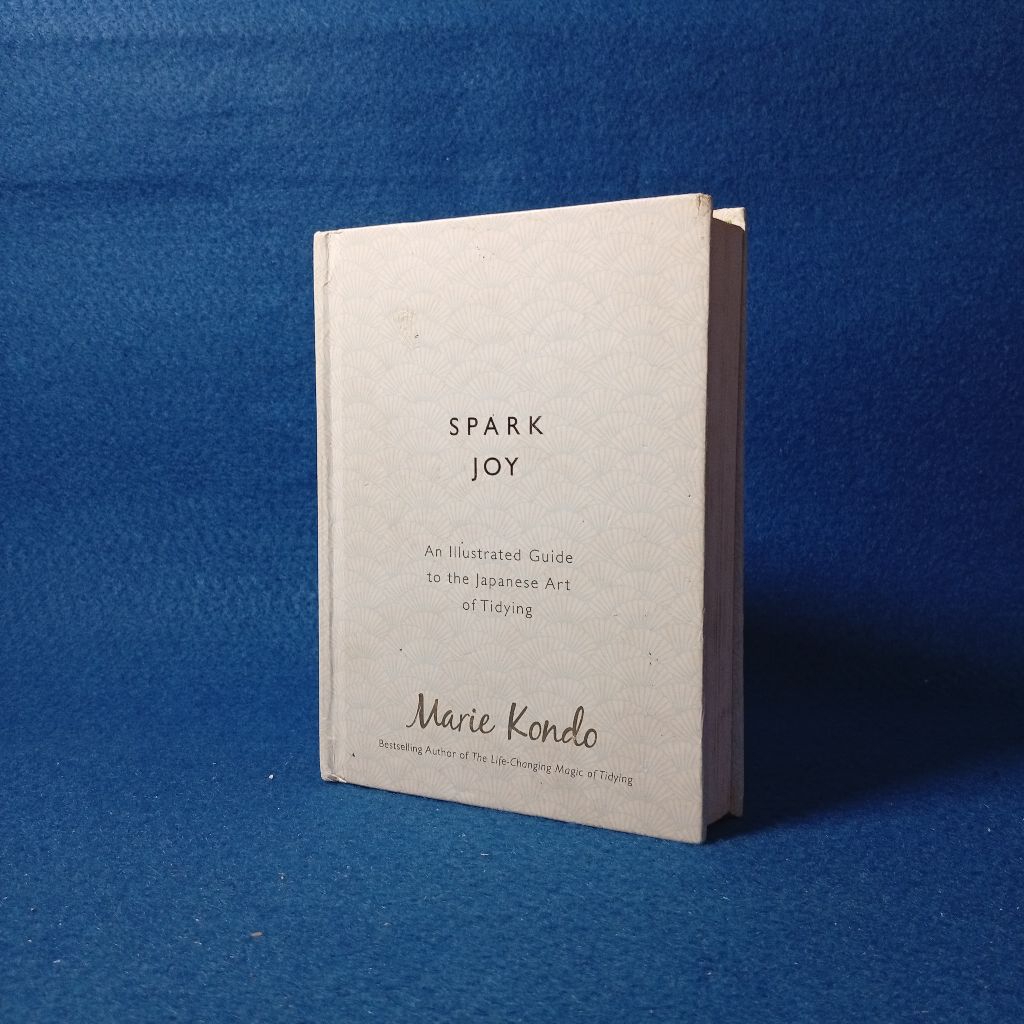 SPARK
JOY
An Illustrated Guide
to the Japanese Art
of Tidying
Marie Kondo
Bestselling Author of The Life-Changing Magic of Tidying